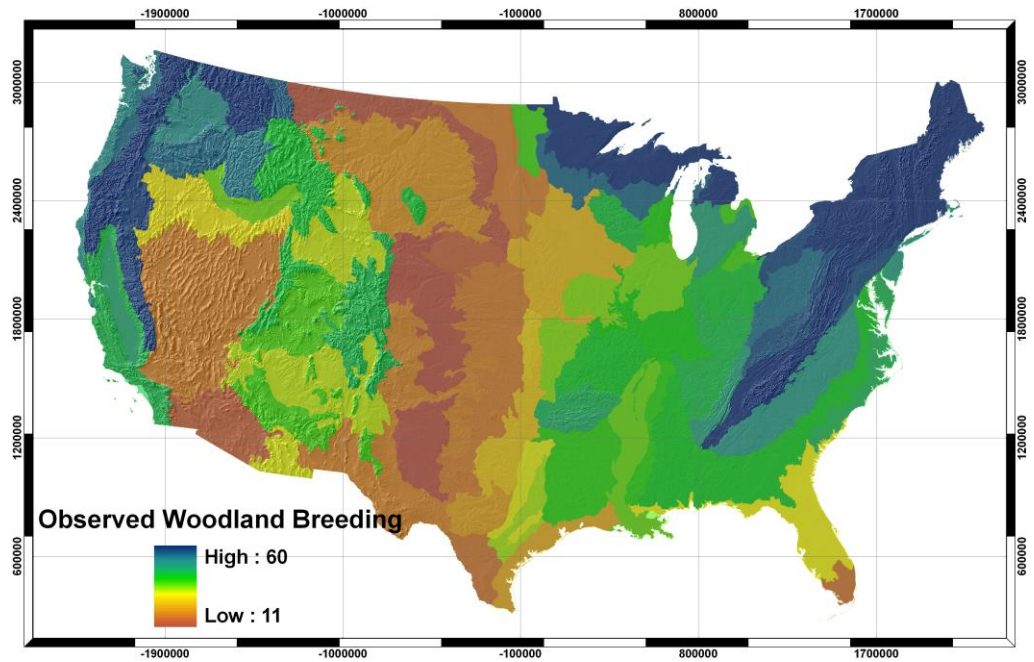 -1900000 -1000000 -100000 800000 1700000
3000000 3000000
2400000 2400000
1800000 1800000
1200000 1200000
600000 600000
Observed Woodland Breeding
High : 60
Low : 11
-1900000 -1000000 -100000 800000 1700000